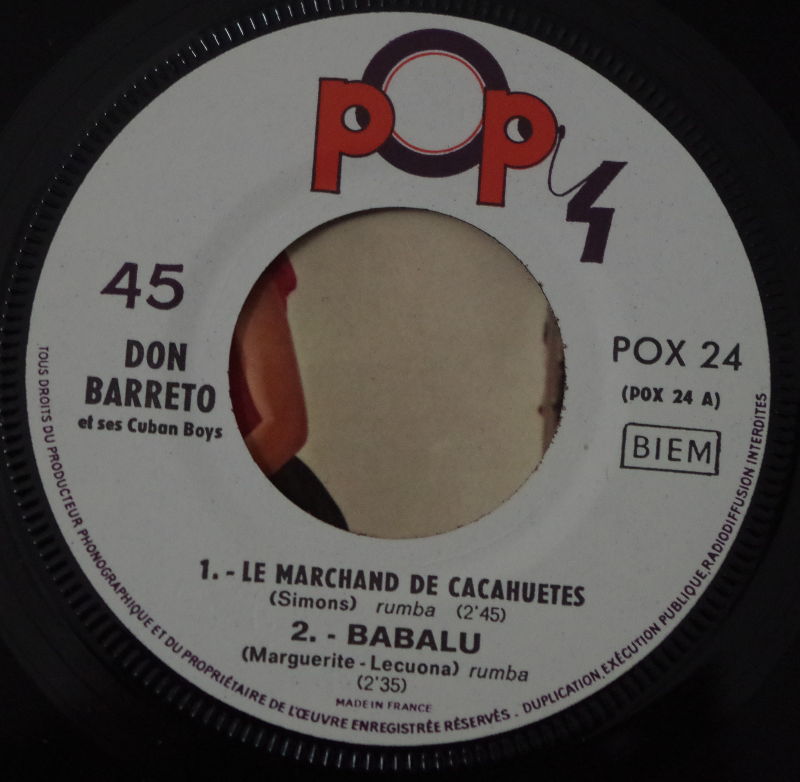 pOp 4
45
DON
BARRETO
et ses Cuban Boys
POX 24
(POX 24 A)
BIEM
1. - LE MARCHAND DE CACAHUETES
(Simons) rumba (2'45)
2. - BABALU
(Marguerite - Lecuona) rumba
(2'35)
MADE IN FRANCE
TOUS DROITS DU PRODUCTEUR PHONOGRAPHIQUE ET DU PROPRIÉTAIRE DE L'ŒUVRE ENREGISTRÉE RÉSERVÉS - DUPLICATION, EXÉCUTION PUBLIQUE, RADIODIFFUSION INTERDITES